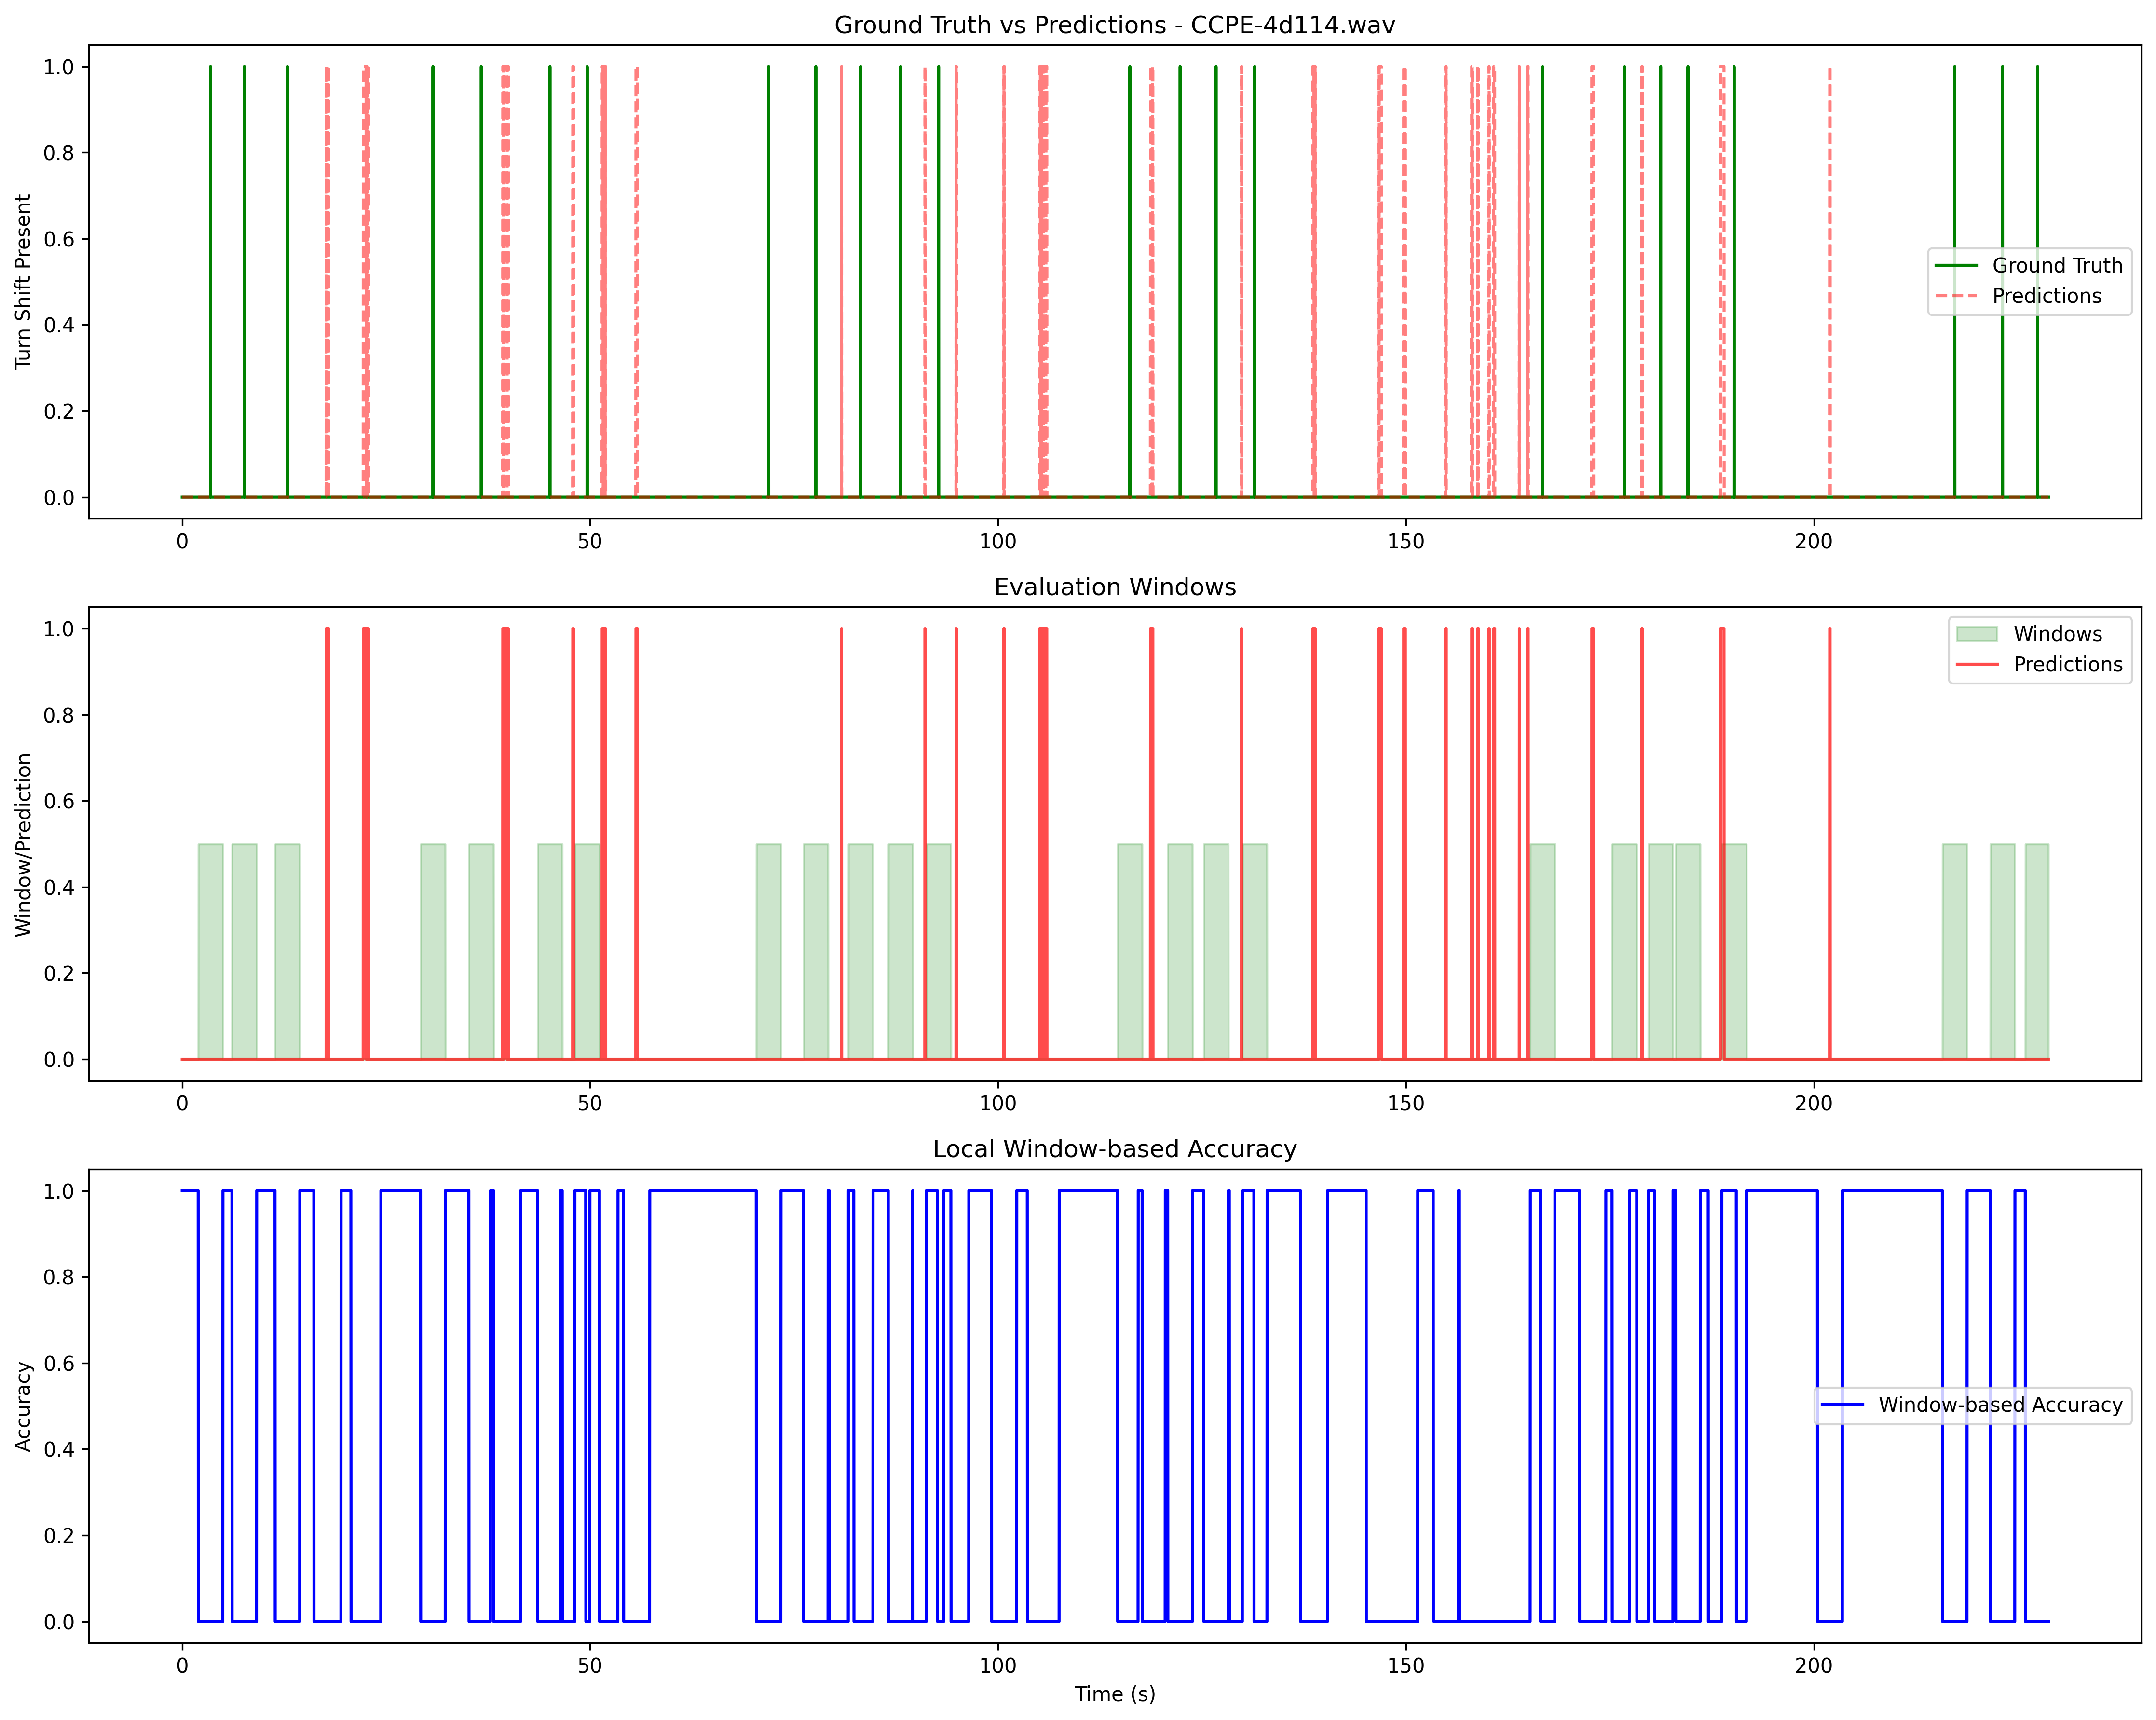 Ground Truth vs Predictions - CCPE-4d114.wav
1.0
0.8
0.6
0.4
0.2
0.0
Turn Shift Present
Ground Truth
Predictions
0 50 100 150 200
Evaluation Windows
1.0
0.8
0.6
0.4
0.2
0.0
Window/Prediction
Windows
Predictions
0 50 100 150 200
Local Window-based Accuracy
1.0
0.8
0.6
0.4
0.2
0.0
Accuracy
Window-based Accuracy
0 50 100 150 200
Time (s)